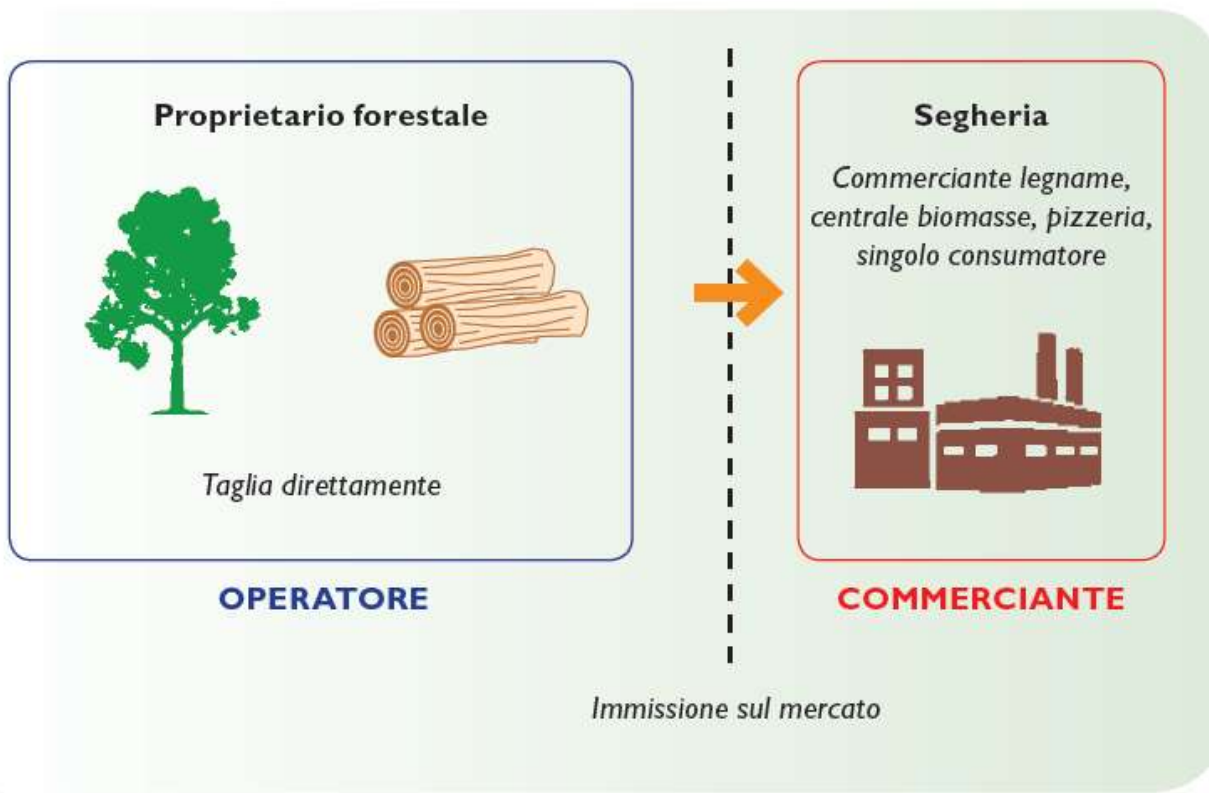 Proprietario forestale
Taglia direttamente
OPERATORE
Segheria
Commerciante legname,
centrale biomasse, pizzeria,
singolo consumatore
COMMERCIANTE
Immissione sul mercato